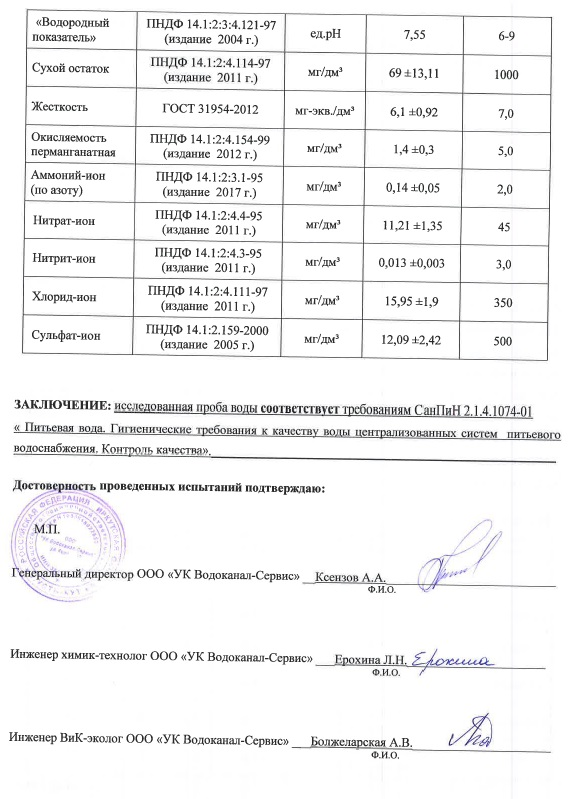 «Водородный показатель» ПНДФ 14.1:2:3:4.121-97 (издание 2004 г.) ед.pH 7,55 6-9
Сухой остаток ПНДФ 14.1:2:4.114-97 (издание 2011 г.) мг/дм³ 69 ±13,11 1000
Жесткость ГОСТ 31954-2012 мг-экв./дм³ 6,1 ±0,92 7,0
Окисляемость перманганатная ПНДФ 14.1:2:4.154-99 (издание 2012 г.) мг/дм³ 1,4 ±0,3 5,0
Аммоний-ион (по азоту) ПНДФ 14.1:2:3.1-95 (издание 2017 г.) мг/дм³ 0,14 ±0,05 2,0
Нитрат-ион ПНДФ 14.1:2:4.4-95 (издание 2011 г.) мг/дм³ 11,21 ±1,35 45
Нитрит-ион ПНДФ 14.1:2:4.3-95 (издание 2011 г.) мг/дм³ 0,013 ±0,003 3,0
Хлорид-ион ПНДФ 14.1:2:4.111-97 (издание 2011 г.) мг/дм³ 15,95 ±1,9 350
Сульфат-ион ПНДФ 14.1:2.159-2000 (издание 2005 г.) мг/дм³ 12,09 ±2,42 500
ЗАКЛЮЧЕНИЕ: исследованная проба воды соответствует требованиям СанПиН 2.1.4.1074-01
« Питьевая вода. Гигиенические требования к качеству воды централизованных систем питьевого
водоснабжения. Контроль качества».
Достоверность проведенных испытаний подтверждаю:
РОССИЙСКАЯ ФЕДЕРАЦИЯ ИРКУТСКАЯ
М.П.
Генеральный директор ООО «УК Водоканал-Сервис» Ксензов А.А.
Ф.И.О.
Инженер химик-технолог ООО «УК Водоканал-Сервис» Ерохина Л.Н. Ерохина
Ф.И.О.
Инженер ВиК-эколог ООО «УК Водоканал-Сервис» Болжеларская А.В.
Ф.И.О.